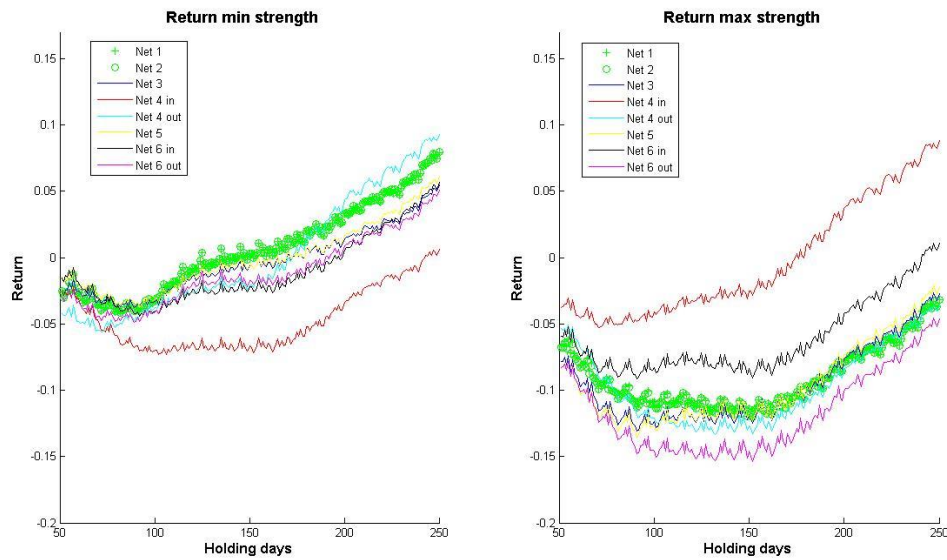 Return min strength
0.15
0.1
0.05
0
-0.05
-0.1
-0.15
-0.2
Return
Net 1
Net 2
Net 3
Net 4 in
Net 4 out
Net 5
Net 6 in
Net 6 out
50
100
150
200
250
Holding days
Return max strength
0.15
0.1
0.05
0
-0.05
-0.1
-0.15
-0.2
Return
Net 1
Net 2
Net 3
Net 4 in
Net 4 out
Net 5
Net 6 in
Net 6 out
50
100
150
200
250
Holding days